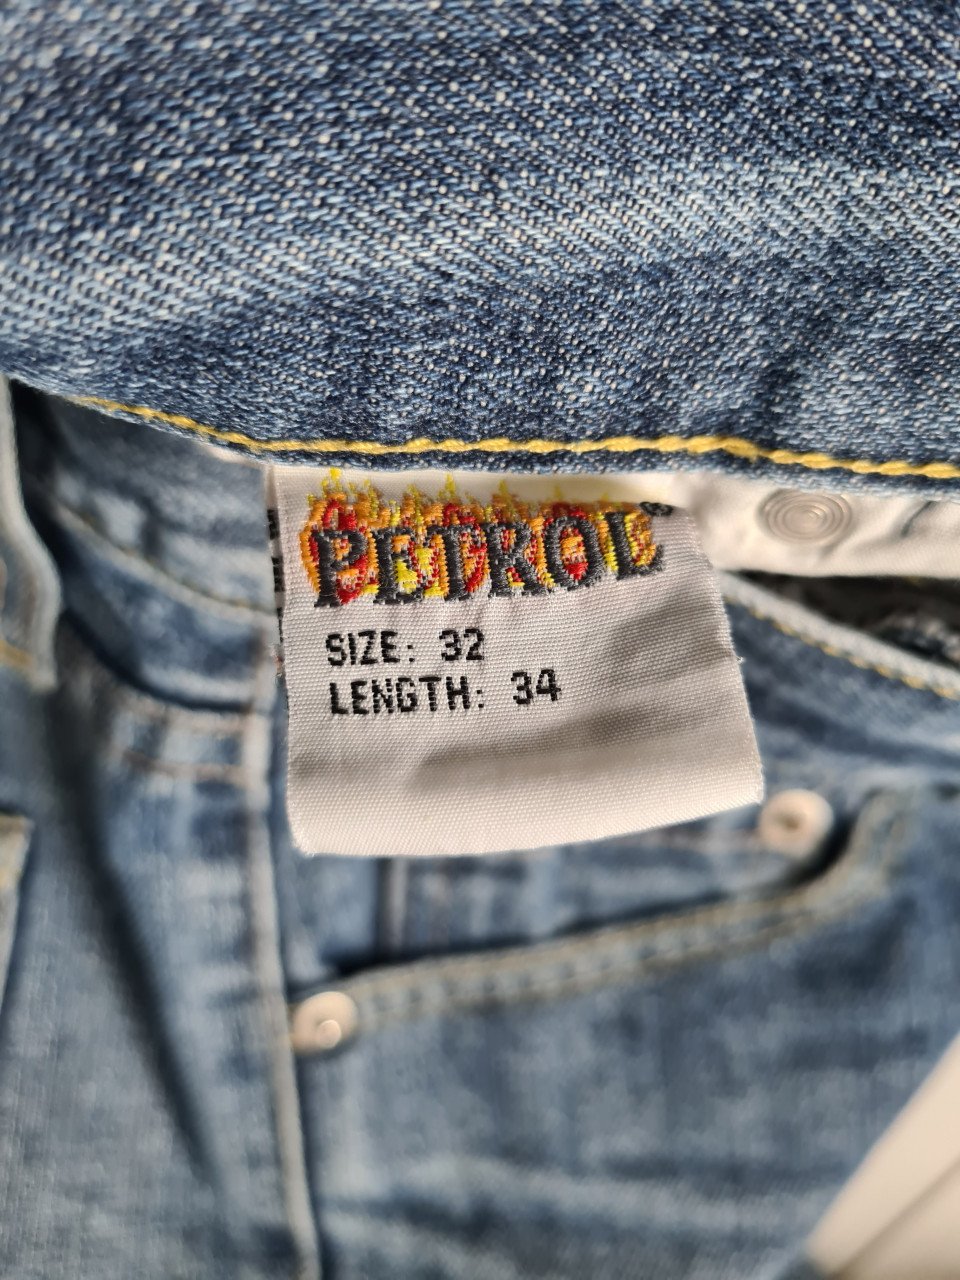 PETROL®
SIZE: 32
LENGTH: 34